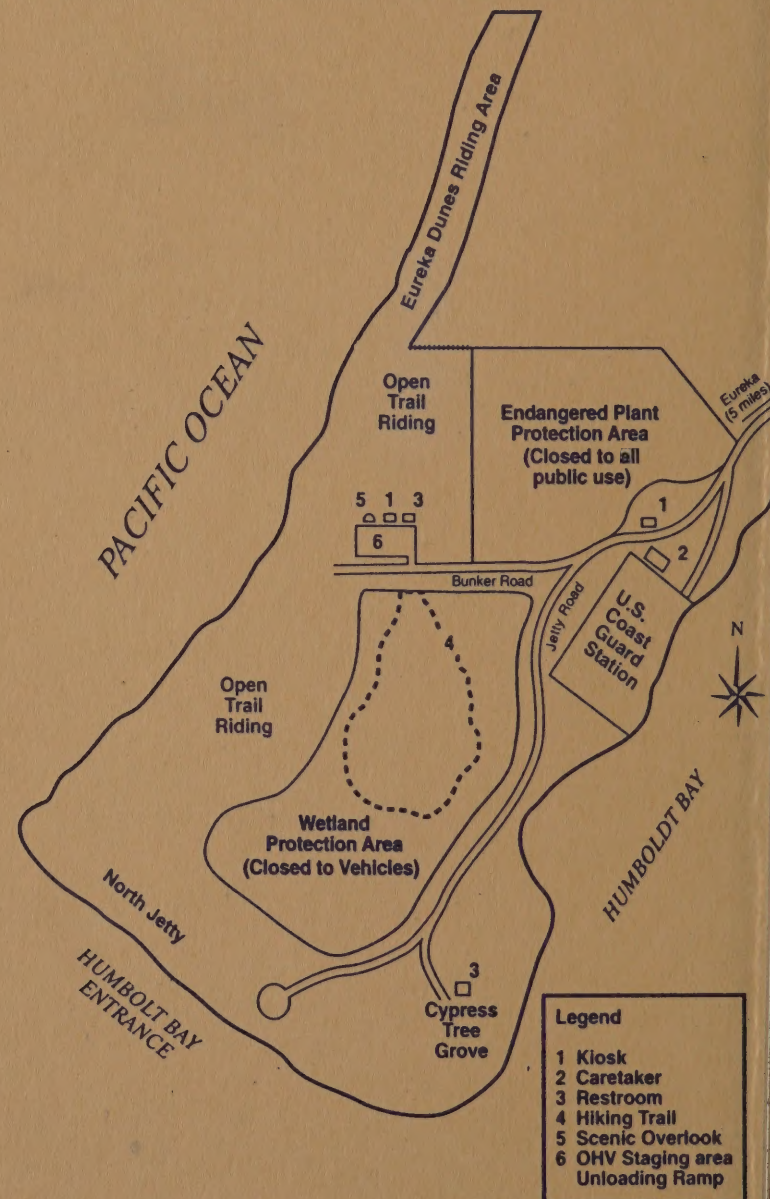 Eureka Dunes Riding Area
PACIFIC OCEAN
Open
Trail
Riding
Endangered Plant
Protection Area
(Closed to all
public use)
Eureka
(5 miles)
5 1 3
6
1
2
Bunker Road
Jetty Road
U.S.
Coast
Guard
Station
N
4
Open
Trail
Riding
Wetland
Protection Area
(Closed to Vehicles)
HUMBOLDT BAY
North Jetty
HUMBOLT BAY
ENTRANCE
3
Cypress
Tree
Grove
Legend
1 Kiosk
2 Caretaker
3 Restroom
4 Hiking Trail
5 Scenic Overlook
6 OHV Staging area
Unloading Ramp